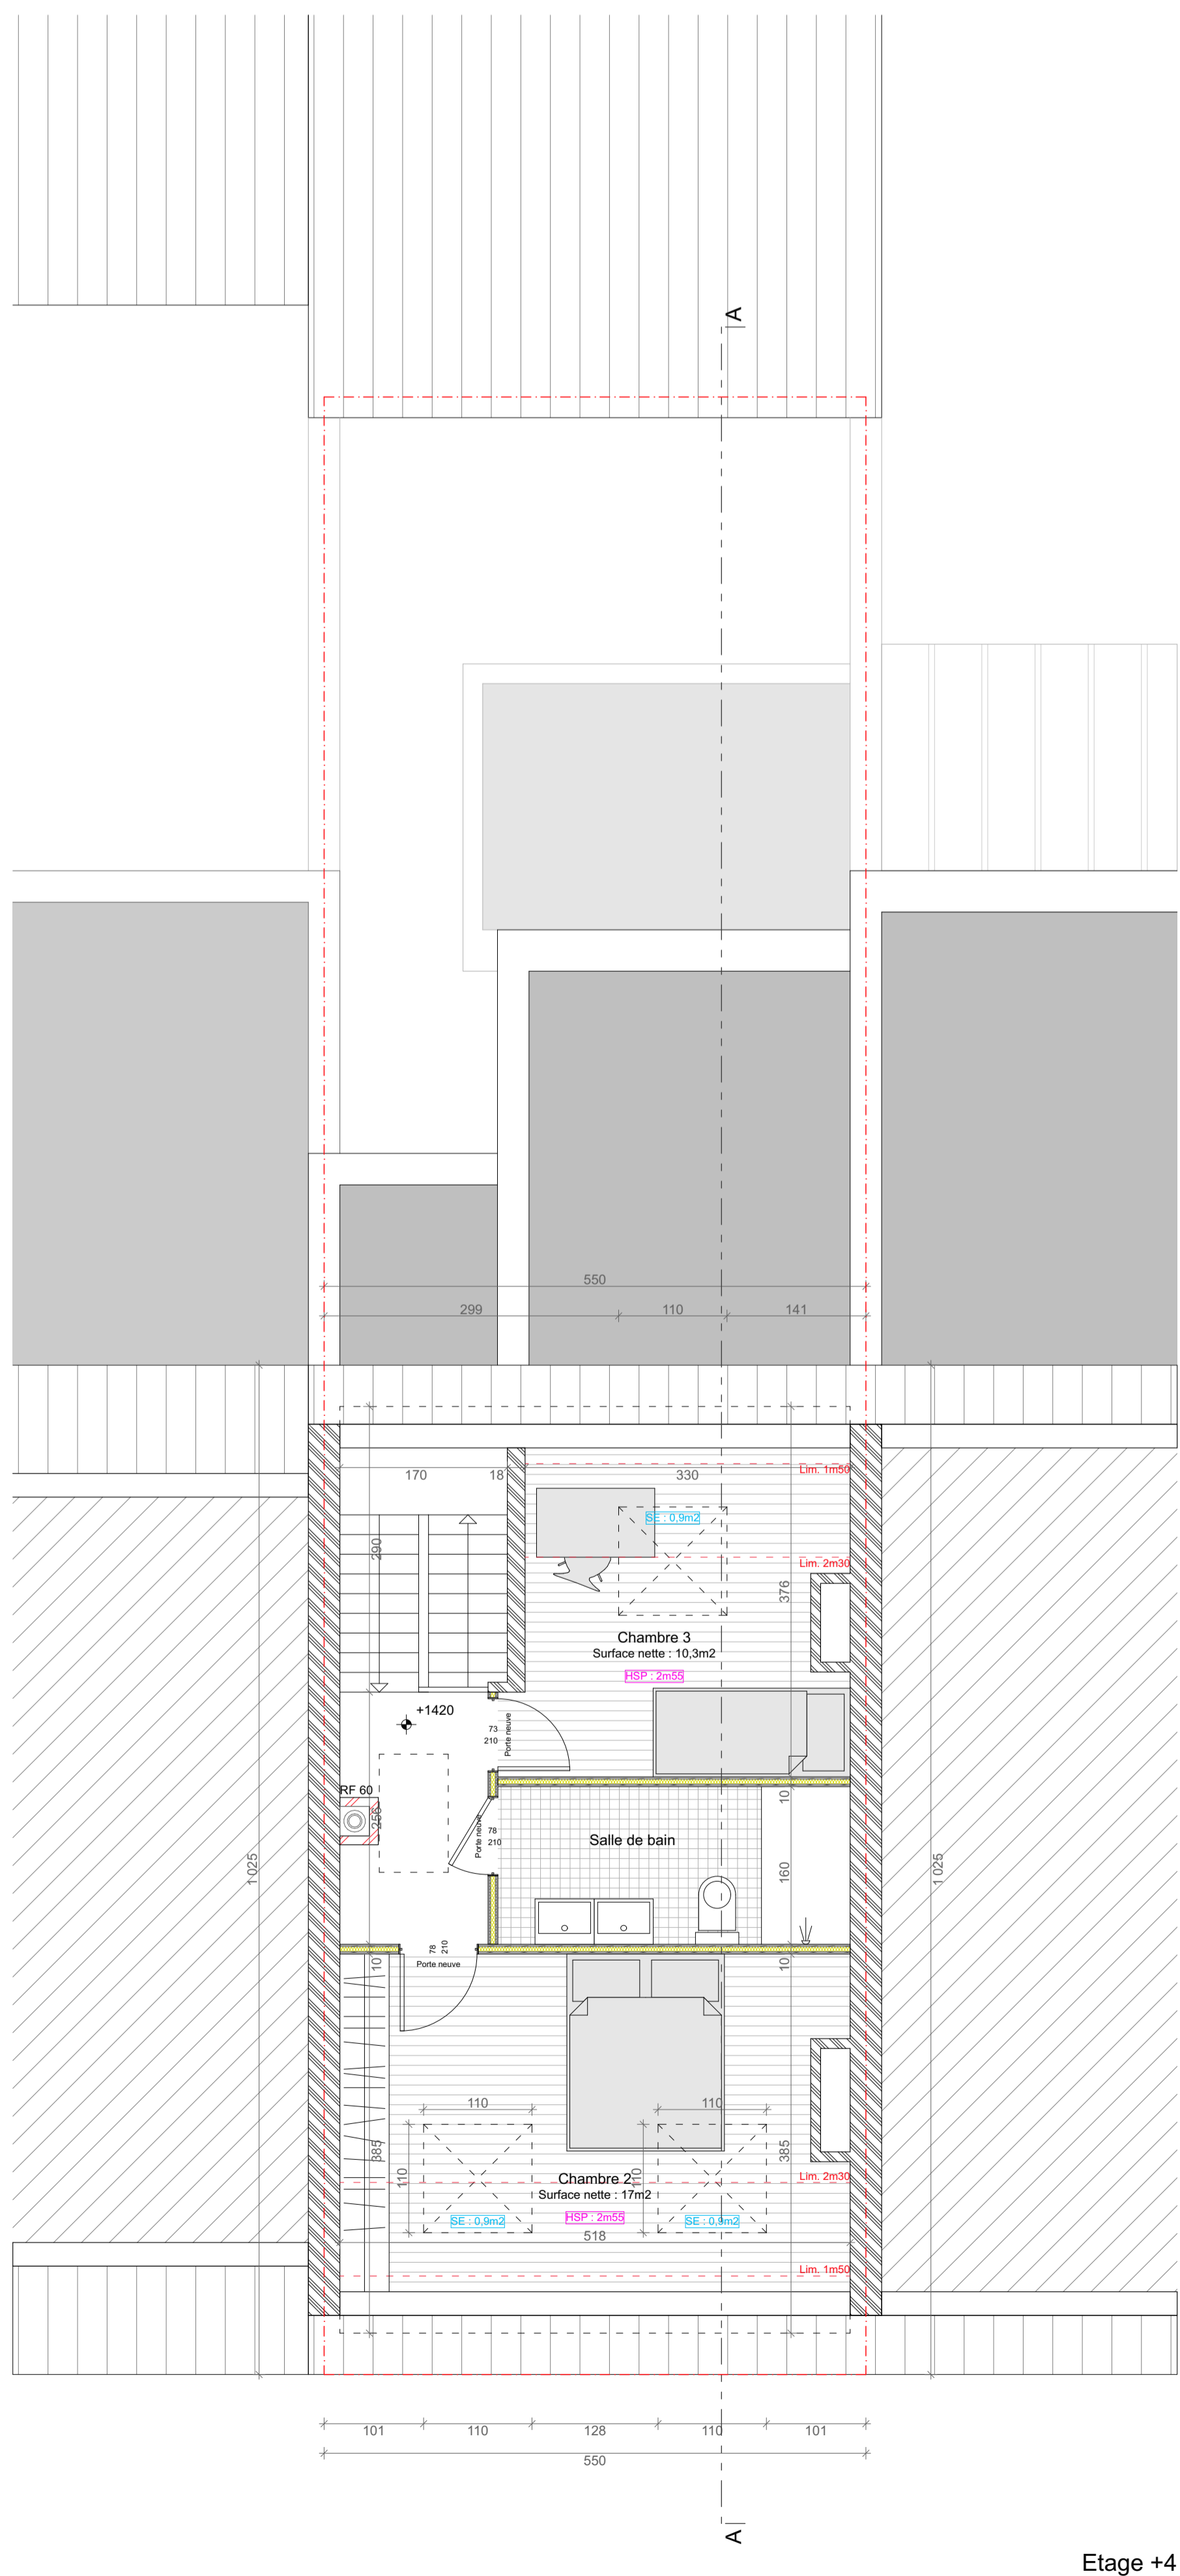 A
550
299 110 141
170 18 330
Lim. 1m50
SE : 0,9m2
290
Lim. 2m30
376
Chambre 3
Surface nette : 10,3m2
HSP : 2m55
+1420
73
210
Porte neuve
RF 60
10
255
Porte neuve
78
210
Salle de bain
1 025
160
1 025
78
210
Porte neuve
10
10
110
110
385
110
Chambre 2
110
385
Lim. 2m30
Surface nette : 17m2
SE : 0,9m2
HSP : 2m55
SE : 0,9m2
518
Lim. 1m50
101 110 128 110 101
550
A
Etage +4